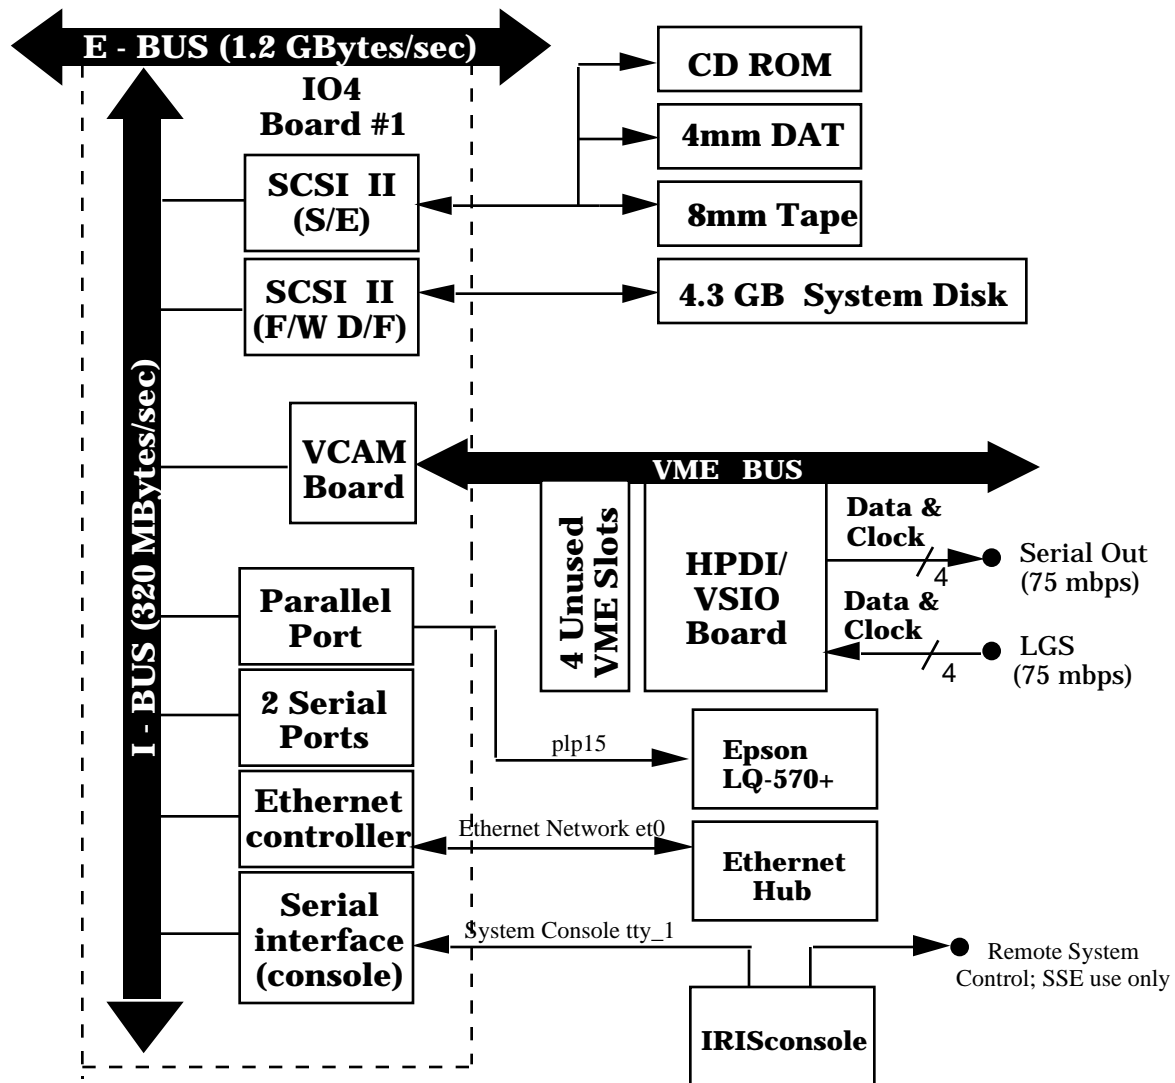 E - BUS (1.2 GBytes/sec)
IO4
Board #1
CD ROM
4mm DAT
8mm Tape
SCSI II
(S/E)
SCSI II
(F/W D/F)
4.3 GB System Disk
I - BUS (320 MBytes/sec)
VCAM
Board
VME BUS
4 Unused
VME Slots
HPDI/
VSIO
Board
Data &
Clock
4
Serial Out
(75 mbps)
Data &
Clock
4
LGS
(75 mbps)
Parallel
Port
2 Serial
Ports
plp15
Epson
LQ-570+
Ethernet
controller
Ethernet Network et0
Ethernet
Hub
Serial
interface
(console)
System Console tty_1
Remote System
Control; SSE use only
IRISconsole